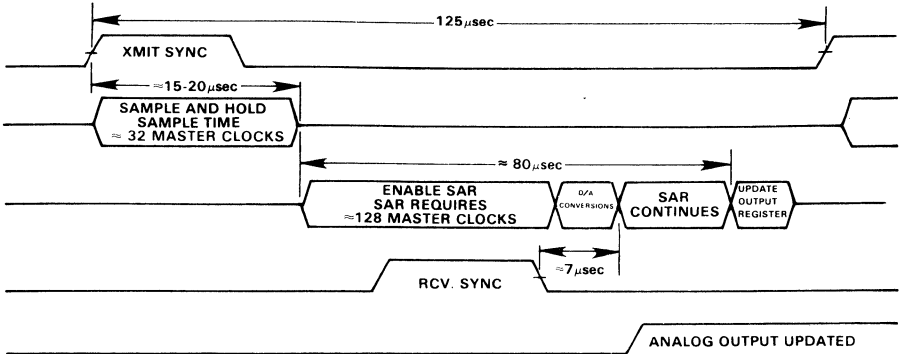 125μsec
XMIT SYNC
≈15-20μsec
SAMPLE AND HOLD
SAMPLE TIME
≈ 32 MASTER CLOCKS
≈ 80μsec
ENABLE SAR
SAR REQUIRES
≈128 MASTER CLOCKS
D/A
CONVERSIONS
SAR
CONTINUES
UPDATE
OUTPUT
REGISTER
≈7μsec
RCV. SYNC
ANALOG OUTPUT UPDATED